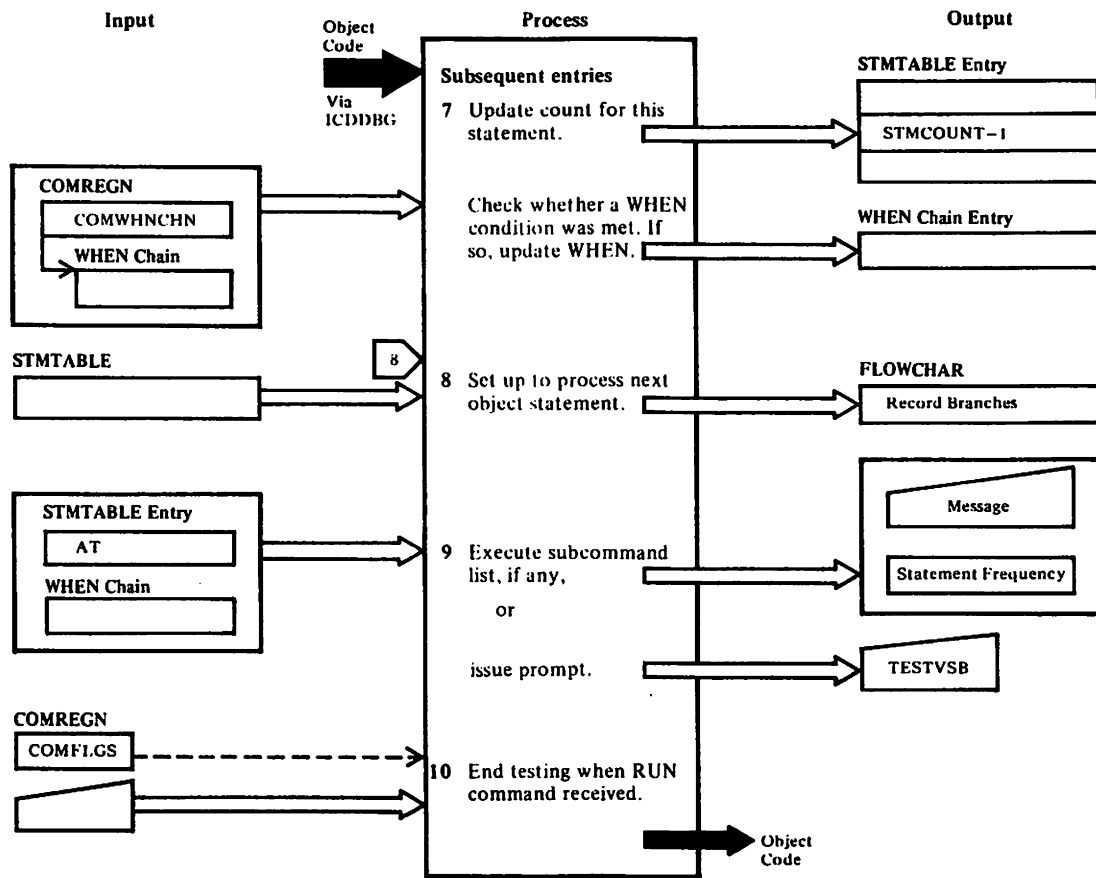 Input
Process
Output
Object
Code
Via
ICDDBG
Subsequent entries
7 Update count for this
statement.
STMTABLE Entry
STMCOUNT-1
COMREGN
COMWHNCHN
WHEN Chain
Check whether a WHEN
condition was met. If
so, update WHEN.
WHEN Chain Entry
8
STMTABLE
8 Set up to process next
object statement.
FLOWCHAR
Record Branches
STMTABLE Entry
AT
WHEN Chain
9 Execute subcommand
list, if any,
or
issue prompt.
Message
Statement Frequency
TESTVSB
COMREGN
COMFLGS
10 End testing when RUN
command received.
Object
Code